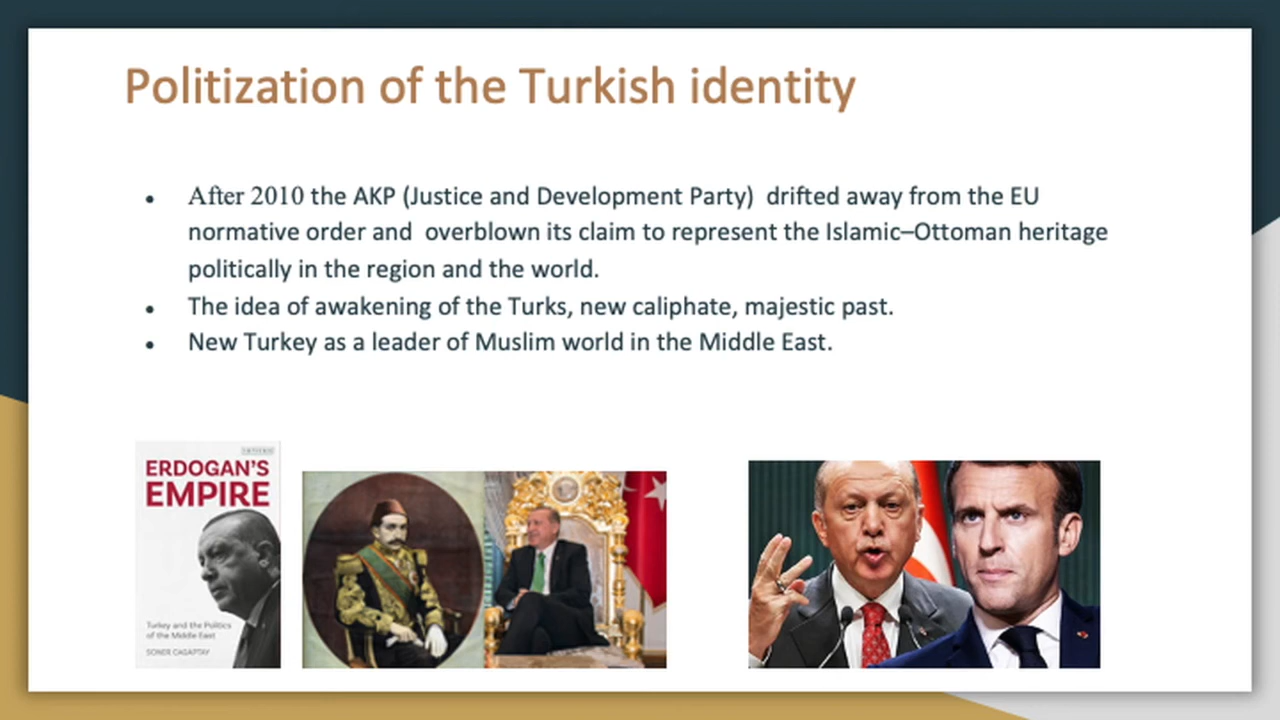 Politization of the Turkish identity
• After 2010 the AKP (Justice and Development Party) drifted away from the EU
normative order and overblown its claim to represent the Islamic–Ottoman heritage
politically in the region and the world.
• The idea of awakening of the Turks, new caliphate, majestic past.
• New Turkey as a leader of Muslim world in the Middle East.
ERDOGAN'S
EMPIRE
Turkey and the Politics
of the Middle East
SONER CAGAPTAY